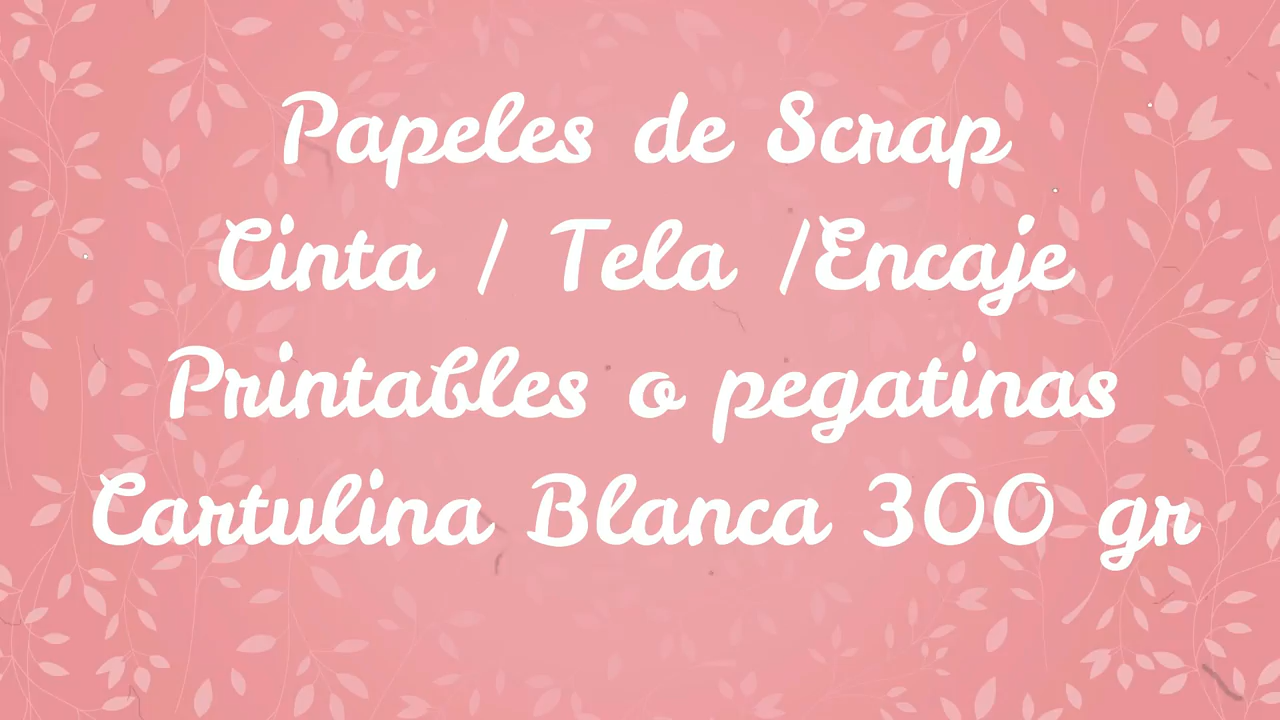 Papeles de Scrap
Cinta / Tela /Encaje
Printables o pegatinas
Cartulina Blanca 300 gr